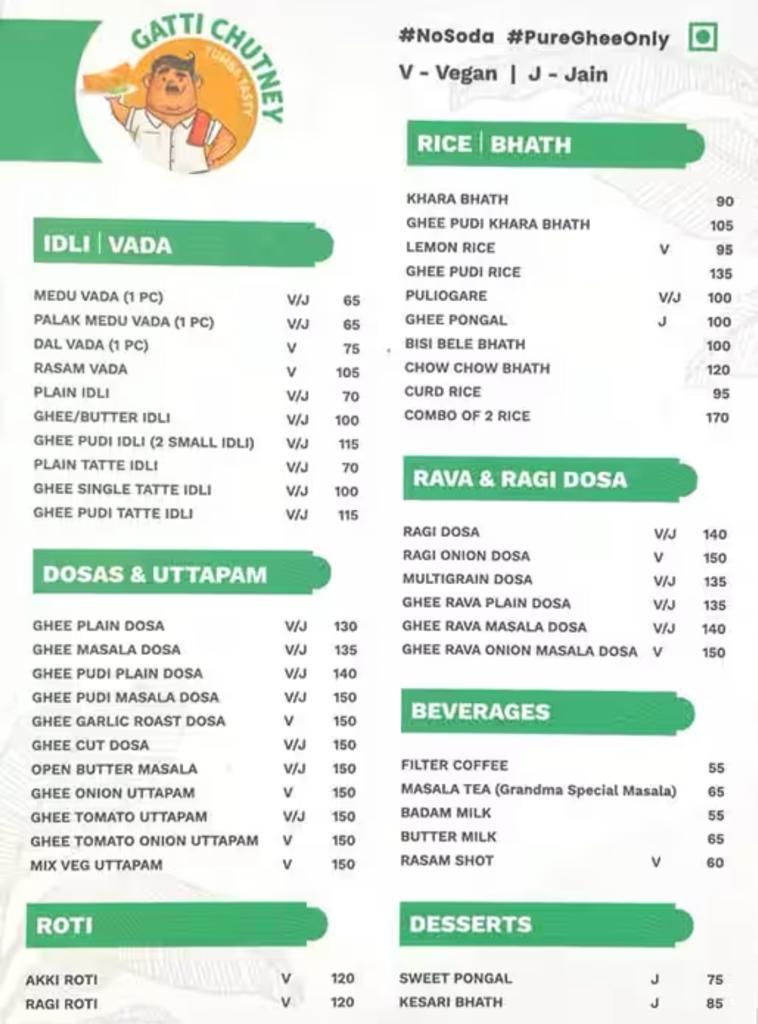 GATTI CHUTNEY
TUMBA TASTY
#NoSoda #PureGheeOnly
V - Vegan | J - Jain
IDLI | VADA
MEDU VADA (1 PC) V/J 65
PALAK MEDU VADA (1 PC) V/J 65
DAL VADA (1 PC) V 75
RASAM VADA V 105
PLAIN IDLI V/J 70
GHEE/BUTTER IDLI V/J 100
GHEE PUDI IDLI (2 SMALL IDLI) V/J 115
PLAIN TATTE IDLI V/J 70
GHEE SINGLE TATTE IDLI V/J 100
GHEE PUDI TATTE IDLI V/J 115
DOSAS & UTTAPAM
GHEE PLAIN DOSA V/J 130
GHEE MASALA DOSA V/J 135
GHEE PUDI PLAIN DOSA V/J 140
GHEE PUDI MASALA DOSA V/J 150
GHEE GARLIC ROAST DOSA V 150
GHEE CUT DOSA V/J 150
OPEN BUTTER MASALA V/J 150
GHEE ONION UTTAPAM V 150
GHEE TOMATO UTTAPAM V/J 150
GHEE TOMATO ONION UTTAPAM V 150
MIX VEG UTTAPAM V 150
ROTI
AKKI ROTI V 120
RAGI ROTI V 120
RICE | BHATH
KHARA BHATH 90
GHEE PUDI KHARA BHATH 105
LEMON RICE V 95
GHEE PUDI RICE 135
PULIOGARE V/J 100
GHEE PONGAL J 100
BISI BELE BHATH 100
CHOW CHOW BHATH 120
CURD RICE 95
COMBO OF 2 RICE 170
RAVA & RAGI DOSA
RAGI DOSA V/J 140
RAGI ONION DOSA V 150
MULTIGRAIN DOSA V/J 135
GHEE RAVA PLAIN DOSA V/J 135
GHEE RAVA MASALA DOSA V/J 140
GHEE RAVA ONION MASALA DOSA V 150
BEVERAGES
FILTER COFFEE 55
MASALA TEA (Grandma Special Masala) 65
BADAM MILK 55
BUTTER MILK 65
RASAM SHOT V 60
DESSERTS
SWEET PONGAL J 75
KESARI BHATH J 85